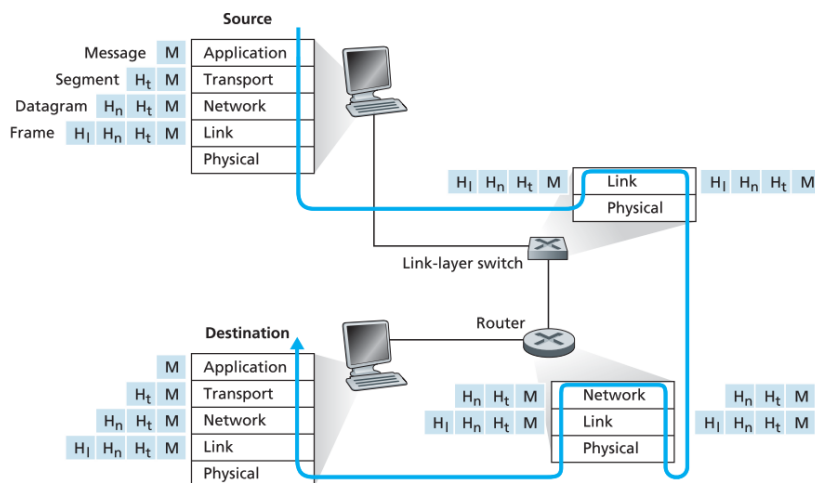 Source
Message M Application
Segment Ht M Transport
Datagram Hn Ht M Network
Frame Hl Hn Ht M Link
Physical
Hl Hn Ht M Link Hl Hn Ht M
Physical
Link-layer switch
Router
Destination
M Application
Ht M Transport
Hn Ht M Network
Hl Hn Ht M Link
Physical
Hn Ht M Network Hn Ht M
Hl Hn Ht M Link Hl Hn Ht M
Physical